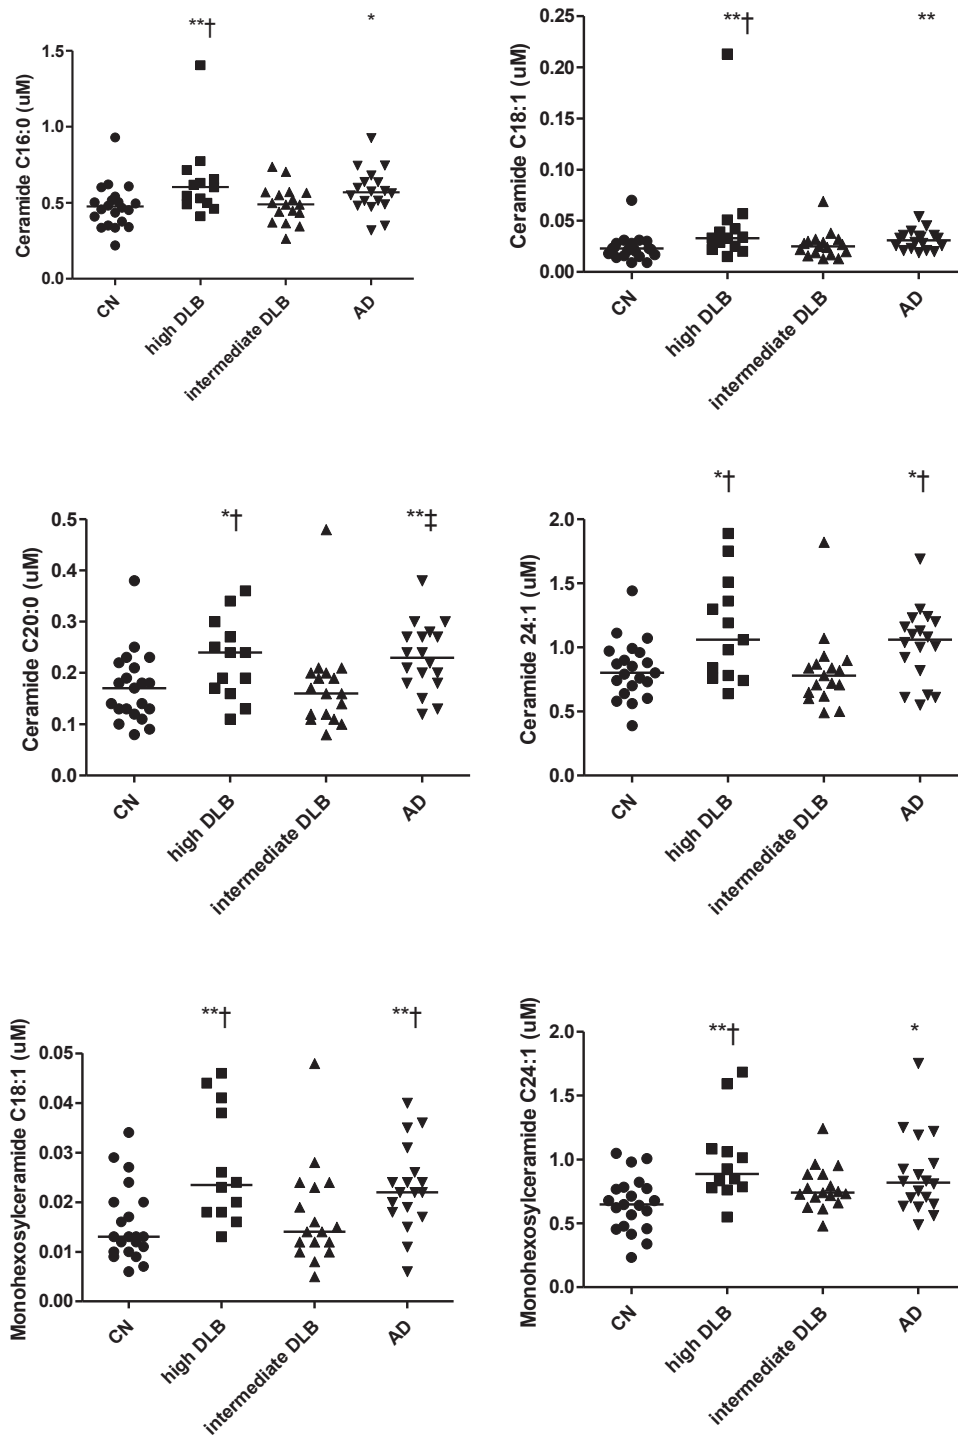 **†
*
Ceramide C16:0 (uM)
1.5
1.0
0.5
0.0
CN
high DLB
intermediate DLB
AD
**†
**
Ceramide C18:1 (uM)
0.25
0.20
0.15
0.10
0.05
0.00
CN
high DLB
intermediate DLB
AD
*†
**‡
Ceramide C20:0 (uM)
0.5
0.4
0.3
0.2
0.1
0.0
CN
high DLB
intermediate DLB
AD
*†
*†
Ceramide 24:1 (uM)
2.0
1.5
1.0
0.5
0.0
CN
high DLB
intermediate DLB
AD
**†
**†
Monohexosylceramide C18:1 (uM)
0.05
0.04
0.03
0.02
0.01
0.00
CN
high DLB
intermediate DLB
AD
**†
*
Monohexosylceramide C24:1 (uM)
2.0
1.5
1.0
0.5
0.0
CN
high DLB
intermediate DLB
AD